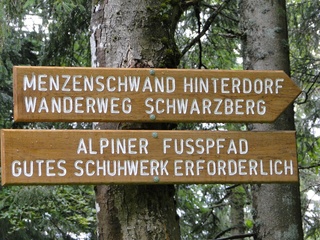 MENZENSCHWAND HINTERDORF
WANDERWEG SCHWARZBERG
ALPINER FUSSPFAD
GUTES SCHUHWERK ERFORDERLICH